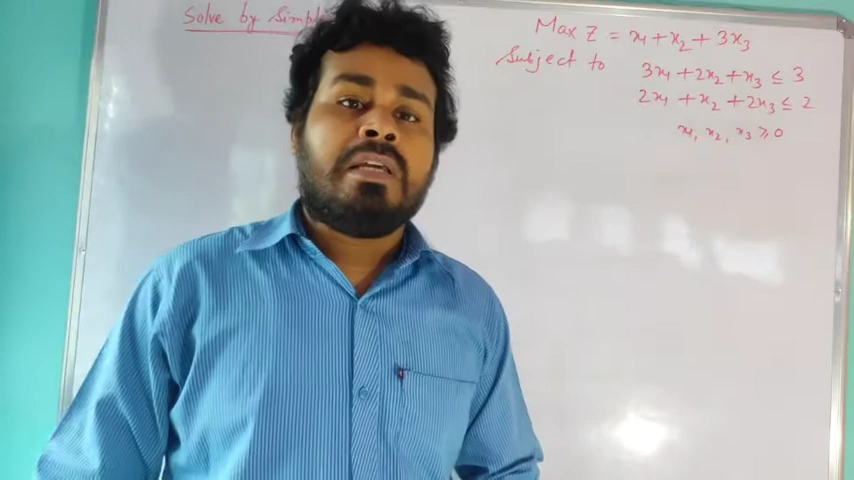 Solve by
Max Z = x₁ + x₂ + 3x₃
Subject to
3x₁ + 2x₂ + x₃ ≤ 3
2x₁ + x₂ + 2x₃ ≤ 2
x₁, x₂, x₃ ≥ 0